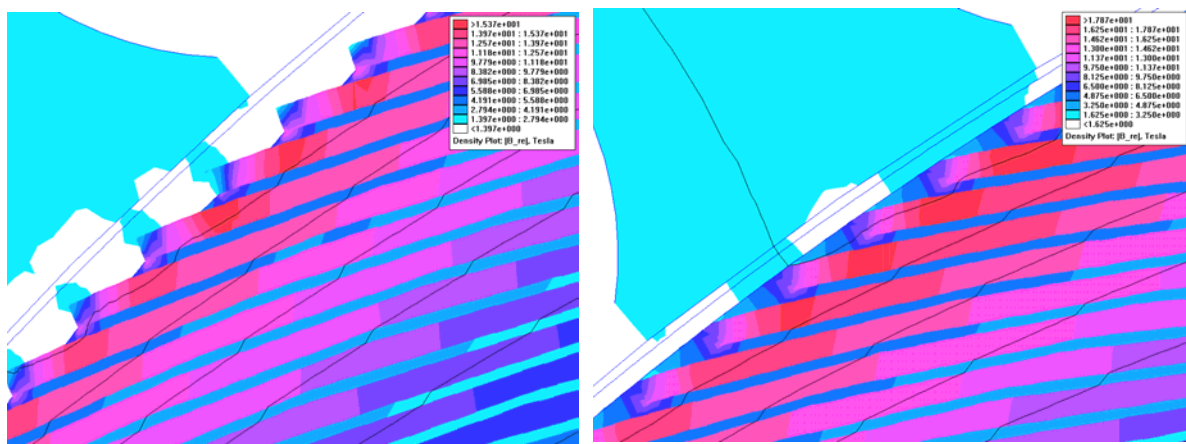 >1.537e+001
1.397e+001 : 1.537e+001
1.257e+001 : 1.397e+001
1.118e+001 : 1.257e+001
9.779e+000 : 1.118e+001
8.382e+000 : 9.779e+000
6.985e+000 : 8.382e+000
5.588e+000 : 6.985e+000
4.191e+000 : 5.588e+000
2.794e+000 : 4.191e+000
1.397e+000 : 2.794e+000
<1.397e+000
Density Plot: |B_re|, Tesla
>1.787e+001
1.625e+001 : 1.787e+001
1.462e+001 : 1.625e+001
1.300e+001 : 1.462e+001
1.137e+001 : 1.300e+001
9.750e+000 : 1.137e+001
8.125e+000 : 9.750e+000
6.500e+000 : 8.125e+000
4.875e+000 : 6.500e+000
3.250e+000 : 4.875e+000
1.625e+000 : 3.250e+000
<1.625e+000
Density Plot: |B_re|, Tesla